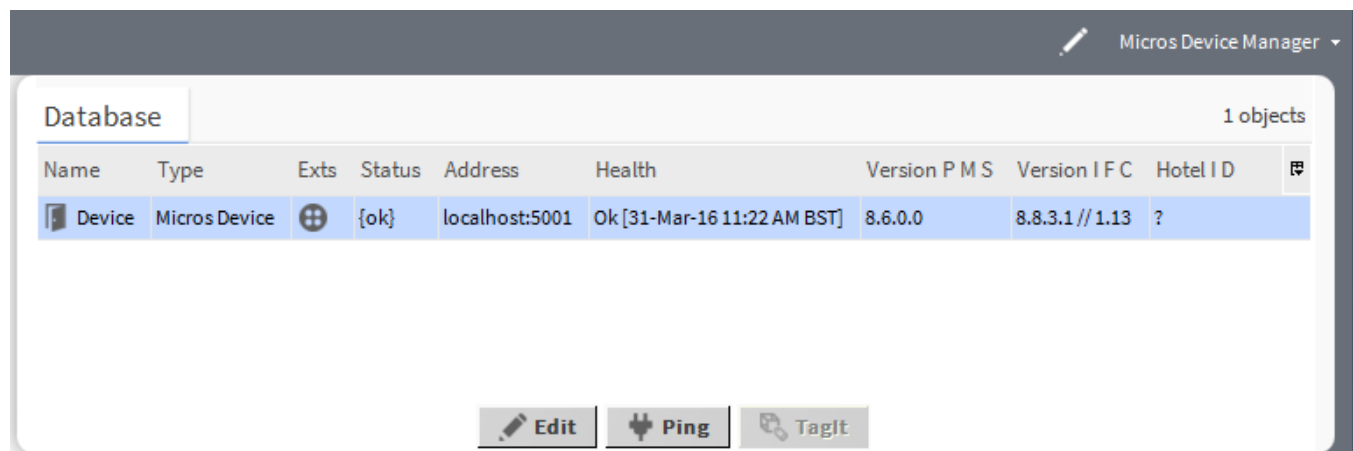 Micros Device Manager
Database 1 objects
Name Type Exts Status Address Health Version P M S Version I F C Hotel I D
Device Micros Device {ok} localhost:5001 Ok [31-Mar-16 11:22 AM BST] 8.6.0.0 8.8.3.1 // 1.13 ?
Edit Ping TagIt